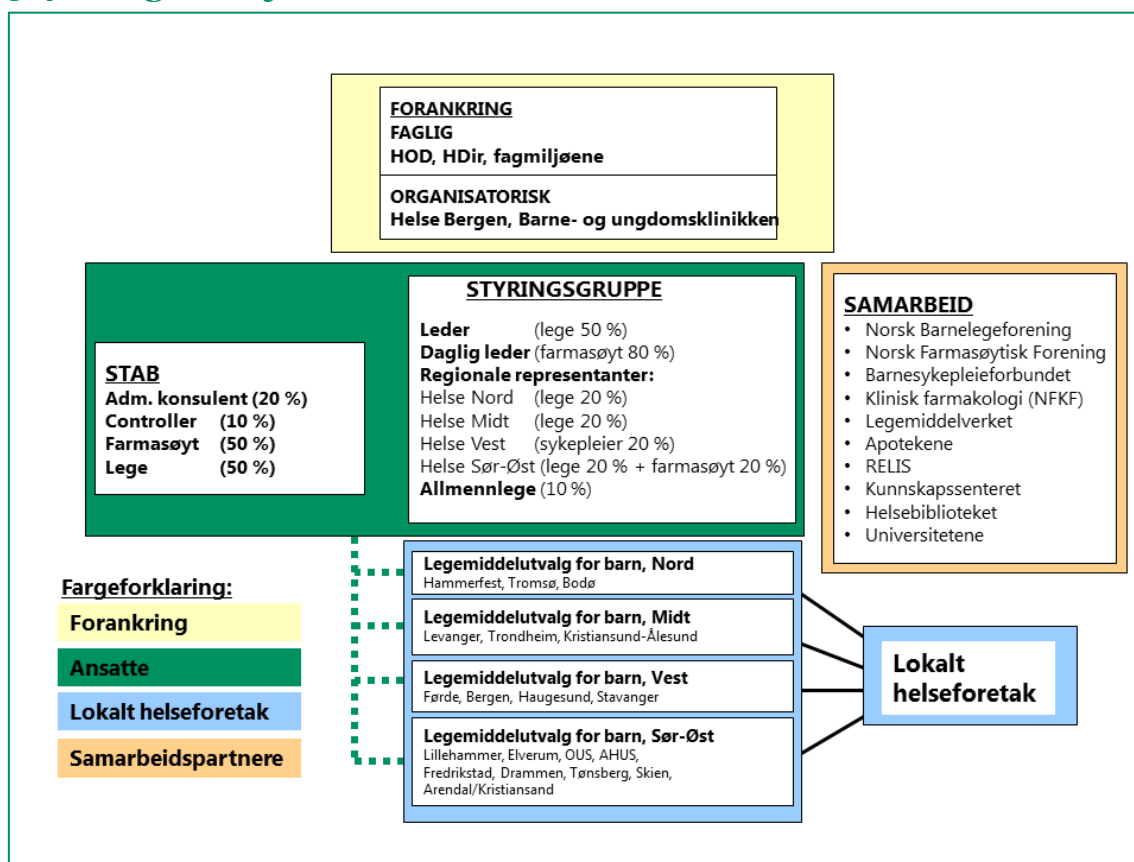 FORANKRING
FAGLIG
HOD, HDir, fagmiljøene
ORGANISATORISK
Helse Bergen, Barne- og ungdomsklinikken
STAB
Adm. konsulent (20 %)
Controller (10 %)
Farmasøyt (50 %)
Lege (50 %)
STYRINGSGRUPPE
Leder (lege 50 %)
Daglig leder (farmasøyt 80 %)
Regionale representanter:
Helse Nord (lege 20 %)
Helse Midt (lege 20 %)
Helse Vest (sykepleier 20 %)
Helse Sør-Øst (lege 20 % + farmasøyt 20 %)
Allmennlege (10 %)
SAMARBEID
• Norsk Barnelegeforening
• Norsk Farmasøytisk Forening
• Barnesykepleieforbundet
• Klinisk farmakologi (NFKF)
• Legemiddelverket
• Apotekene
• RELIS
• Kunnskapssenteret
• Helsebiblioteket
• Universitetene
Legemiddelutvalg for barn, Nord
Hammerfest, Tromsø, Bodø
Legemiddelutvalg for barn, Midt
Levanger, Trondheim, Kristiansund-Ålesund
Legemiddelutvalg for barn, Vest
Førde, Bergen, Haugesund, Stavanger
Legemiddelutvalg for barn, Sør-Øst
Lillehammer, Elverum, OUS, AHUS,
Fredrikstad, Drammen, Tønsberg, Skien,
Arendal/Kristiansand
Lokalt
helseforetak
Fargeforklaring:
Forankring
Ansatte
Lokalt helseforetak
Samarbeidspartnere